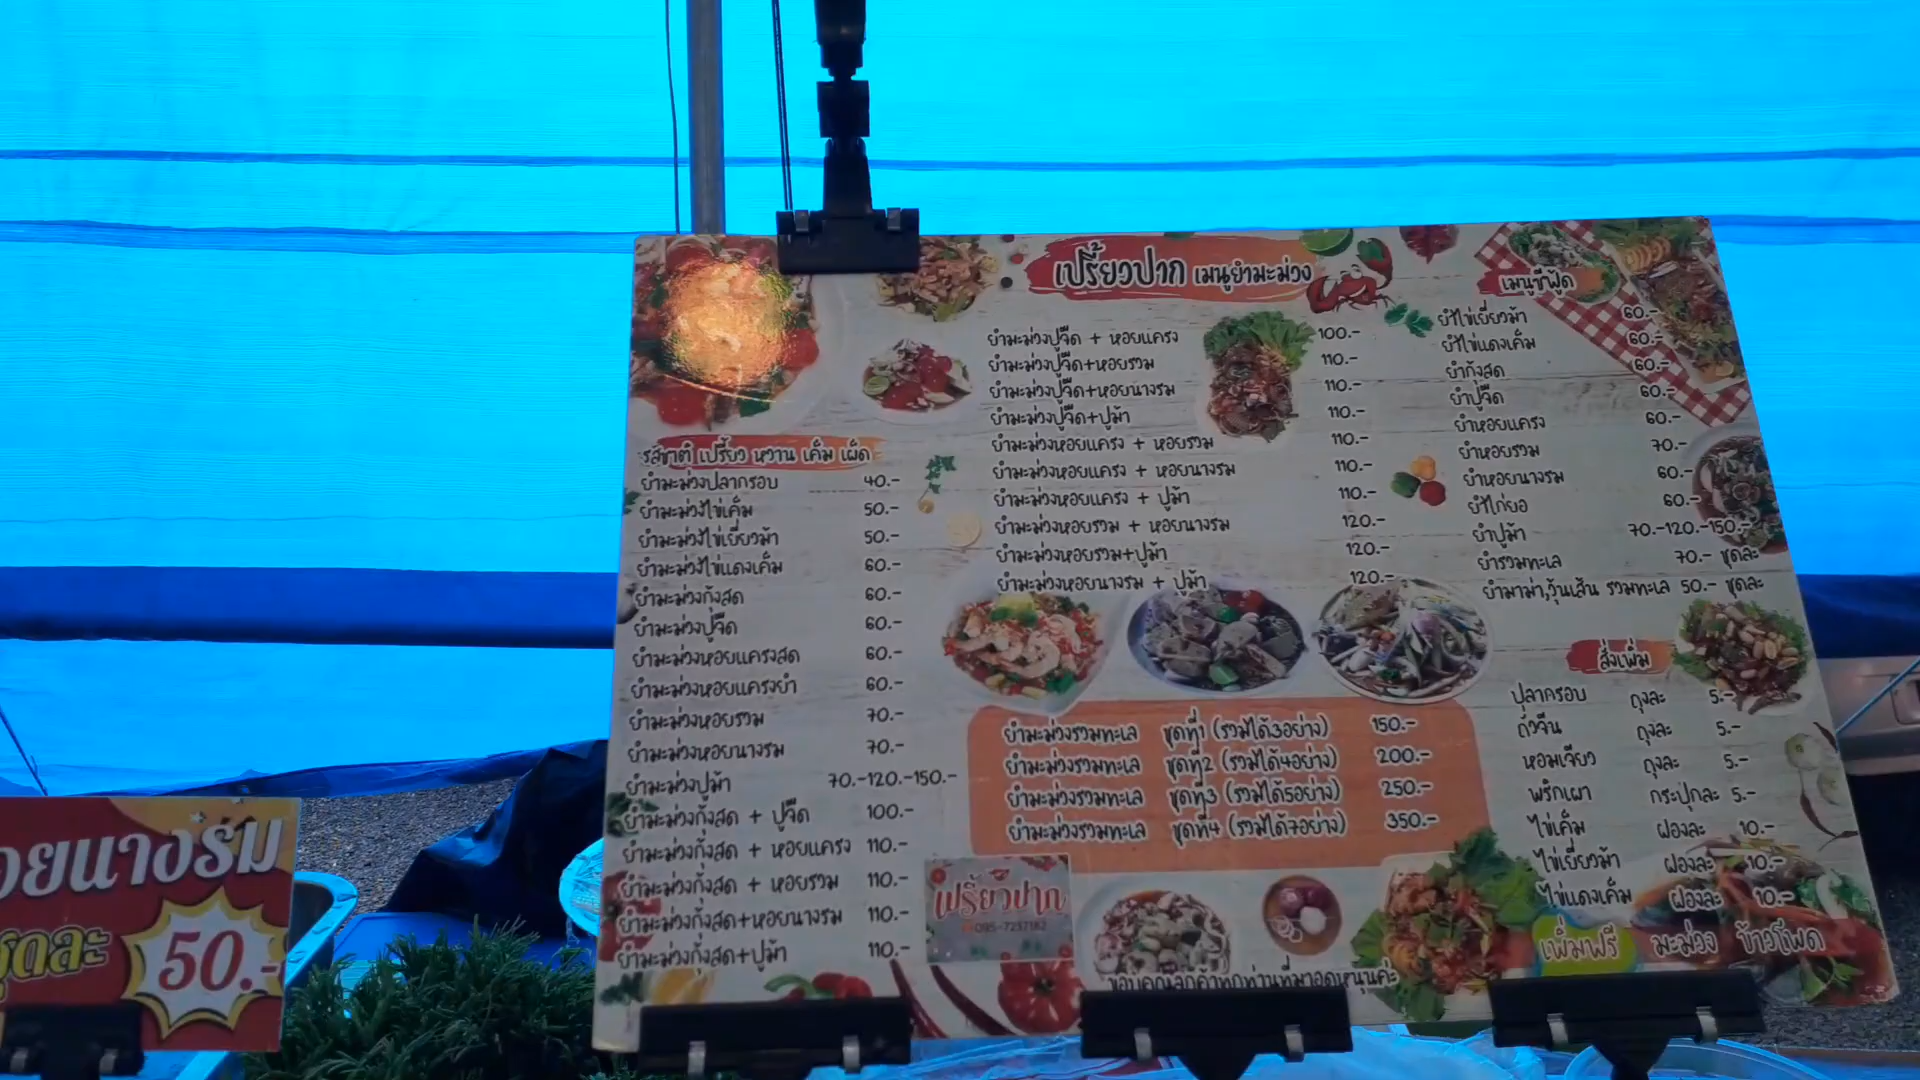 เปรี้ยวปาก เมนูยำมะม่วง
รสชาติ เปรี้ยว หวาน เค็ม เผ็ด
ยำมะม่วงปลากรอบ 40.-
ยำมะม่วงไข่เค็ม 50.-
ยำมะม่วงไข่เยี่ยวม้า 50.-
ยำมะม่วงไข่แดงเค็ม 60.-
ยำมะม่วงกุ้งสด 60.-
ยำมะม่วงปูจืด 60.-
ยำมะม่วงหอยแครงสด 60.-
ยำมะม่วงหอยแครงยำ 60.-
ยำมะม่วงหอยรวม 70.-
ยำมะม่วงหอยนางรม 70.-
ยำมะม่วงปูม้า 70.-120.-150.-
ยำมะม่วงกุ้งสด + ปูจืด 100.-
ยำมะม่วงกุ้งสด + หอยแครง 110.-
ยำมะม่วงกุ้งสด + หอยรวม 110.-
ยำมะม่วงกุ้งสด+หอยนางรม 110.-
ยำมะม่วงกุ้งสด+ปูม้า 110.-
ยำมะม่วงปูจืด + หอยแครง 100.-
ยำมะม่วงปูจืด+หอยรวม 110.-
ยำมะม่วงปูจืด+หอยนางรม 110.-
ยำมะม่วงปูจืด+ปูม้า 110.-
ยำมะม่วงหอยแครง + หอยรวม 110.-
ยำมะม่วงหอยแครง + หอยนางรม 110.-
ยำมะม่วงหอยแครง + ปูม้า 110.-
ยำมะม่วงหอยรวม + หอยนางรม 120.-
ยำมะม่วงหอยรวม+ปูม้า 120.-
ยำมะม่วงหอยนางรม + ปูม้า 120.-
ยำมะม่วงรวมทะเล ชุดที่1 (รวมได้3อย่าง) 150.-
ยำมะม่วงรวมทะเล ชุดที่2 (รวมได้4อย่าง) 200.-
ยำมะม่วงรวมทะเล ชุดที่3 (รวมได้5อย่าง) 250.-
ยำมะม่วงรวมทะเล ชุดที่4 (รวมได้7อย่าง) 350.-
เปรี้ยวปาก
095-7237182
ขอบคุณลูกค้าทุกท่านที่มาอุดหนุนค่ะ
เมนูซีฟู้ด
ยำไข่เยี่ยวม้า 60.-
ยำไข่แดงเค็ม 60.-
ยำกุ้งสด 60.-
ยำปูจืด 60.-
ยำหอยแครง 60.-
ยำหอยรวม 70.-
ยำหอยนางรม 60.-
ยำไก่ยอ 60.-
ยำปูม้า 70.-120.-150.-
ยำรวมทะเล 70.- ชุดละ
ยำมาม่า,วุ้นเส้น รวมทะเล 50.- ชุดละ
สั่งเพิ่ม
ปลากรอบ ถุงละ 5.-
ถั่วจีน ถุงละ 5.-
หอมเจียว ถุงละ 5.-
พริกเผา กระปุกละ 5.-
ไข่เค็ม ฟองละ 10.-
ไข่เยี่ยวม้า ฟองละ 10.-
ไข่แดงเค็ม ฟองละ 10.-
เพิ่มฟรี มะม่วง ข้าวโพด
อยนางรม
ชุดละ 50.-